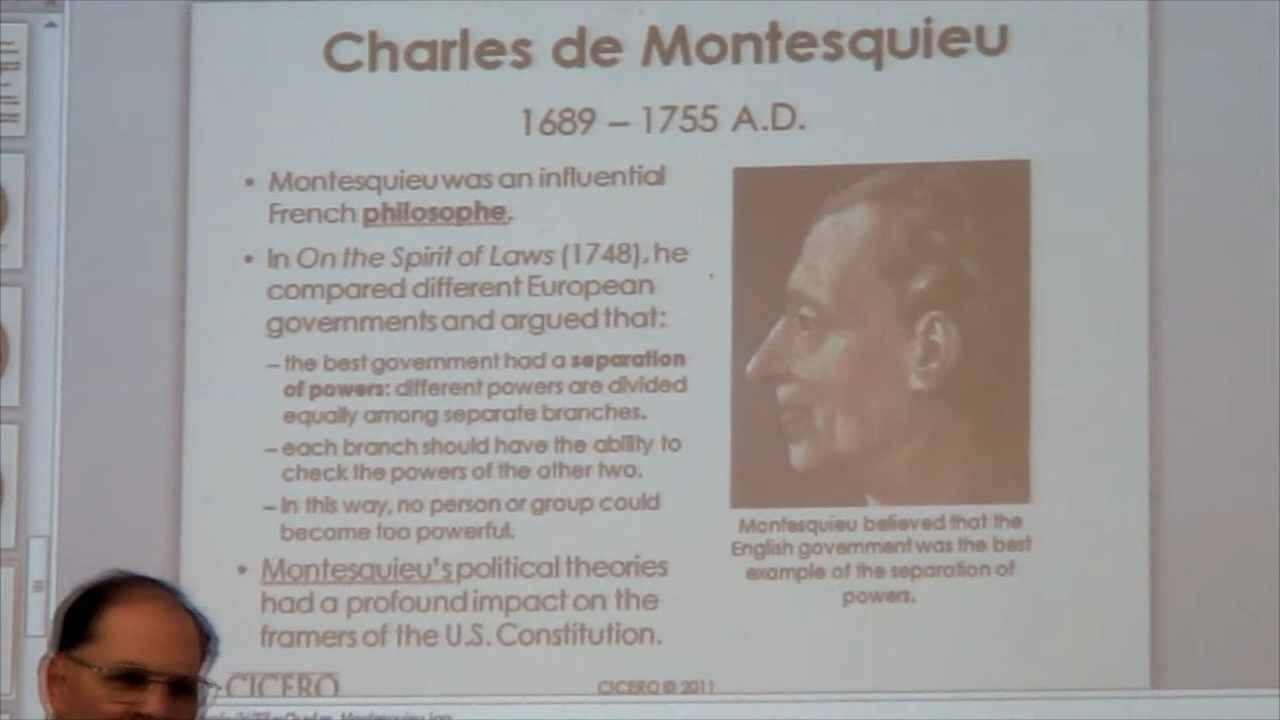 Charles de Montesquieu
1689 – 1755 A.D.
• Montesquieu was an influential
French philosophe.
• In On the Spirit of Laws (1748), he
compared different European
governments and argued that:
– the best government had a separation
of powers: different powers are divided
equally among separate branches.
– each branch should have the ability to
check the powers of the other two.
– In this way, no person or group could
become too powerful.
• Montesquieu's political theories
had a profound impact on the
framers of the U.S. Constitution.
Montesquieu believed that the
English government was the best
example of the separation of
powers.
CICERO
CICERO © 2011